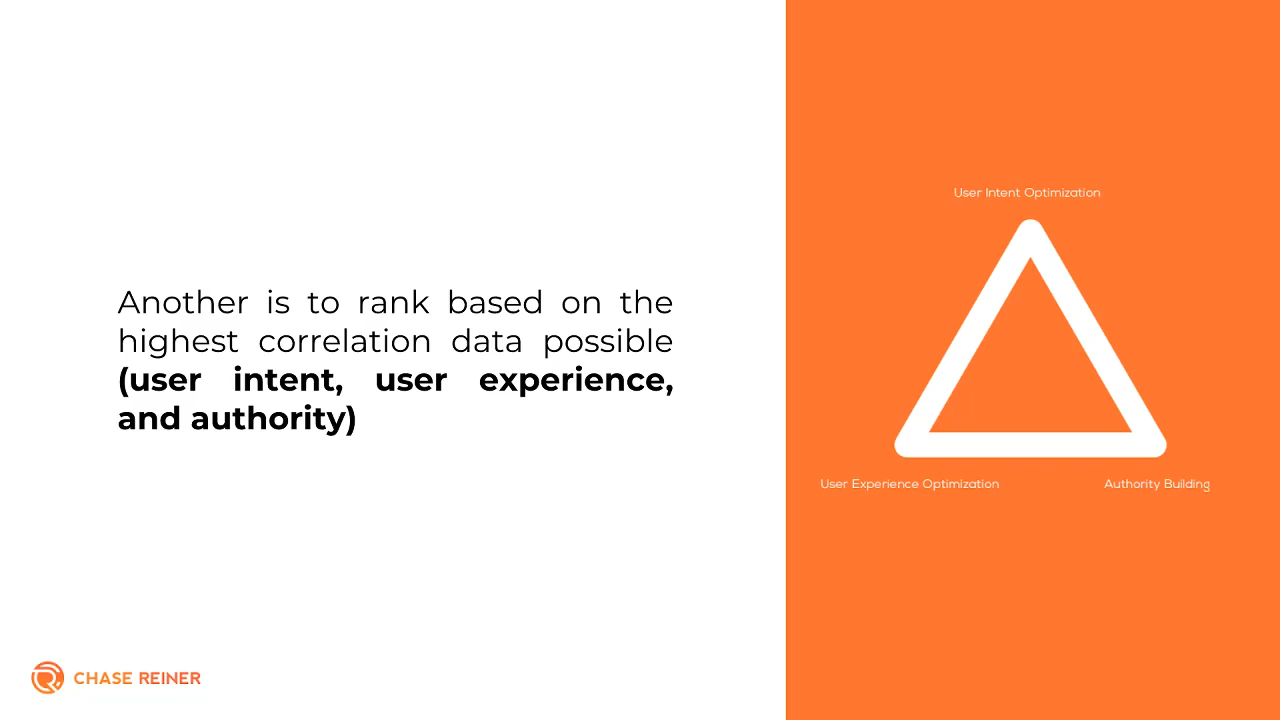 Another is to rank based on the
highest correlation data possible
(user intent, user experience,
and authority)
User Intent Optimization
User Experience Optimization
Authority Building
CHASE REINER